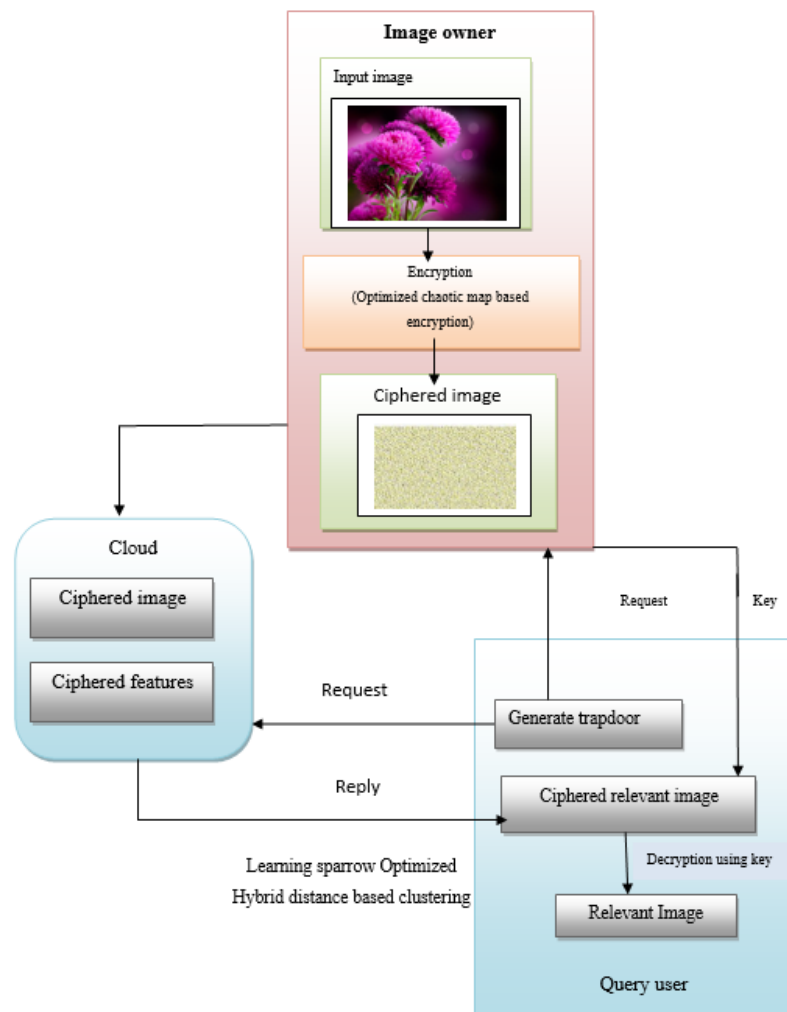 Image owner
Input image
Encryption
(Optimized chaotic map based
encryption)
Ciphered image
Cloud
Ciphered image
Ciphered features
Request
Key
Request
Generate trapdoor
Reply
Ciphered relevant image
Learning sparrow Optimized
Hybrid distance based clustering
Decryption using key
Relevant Image
Query user